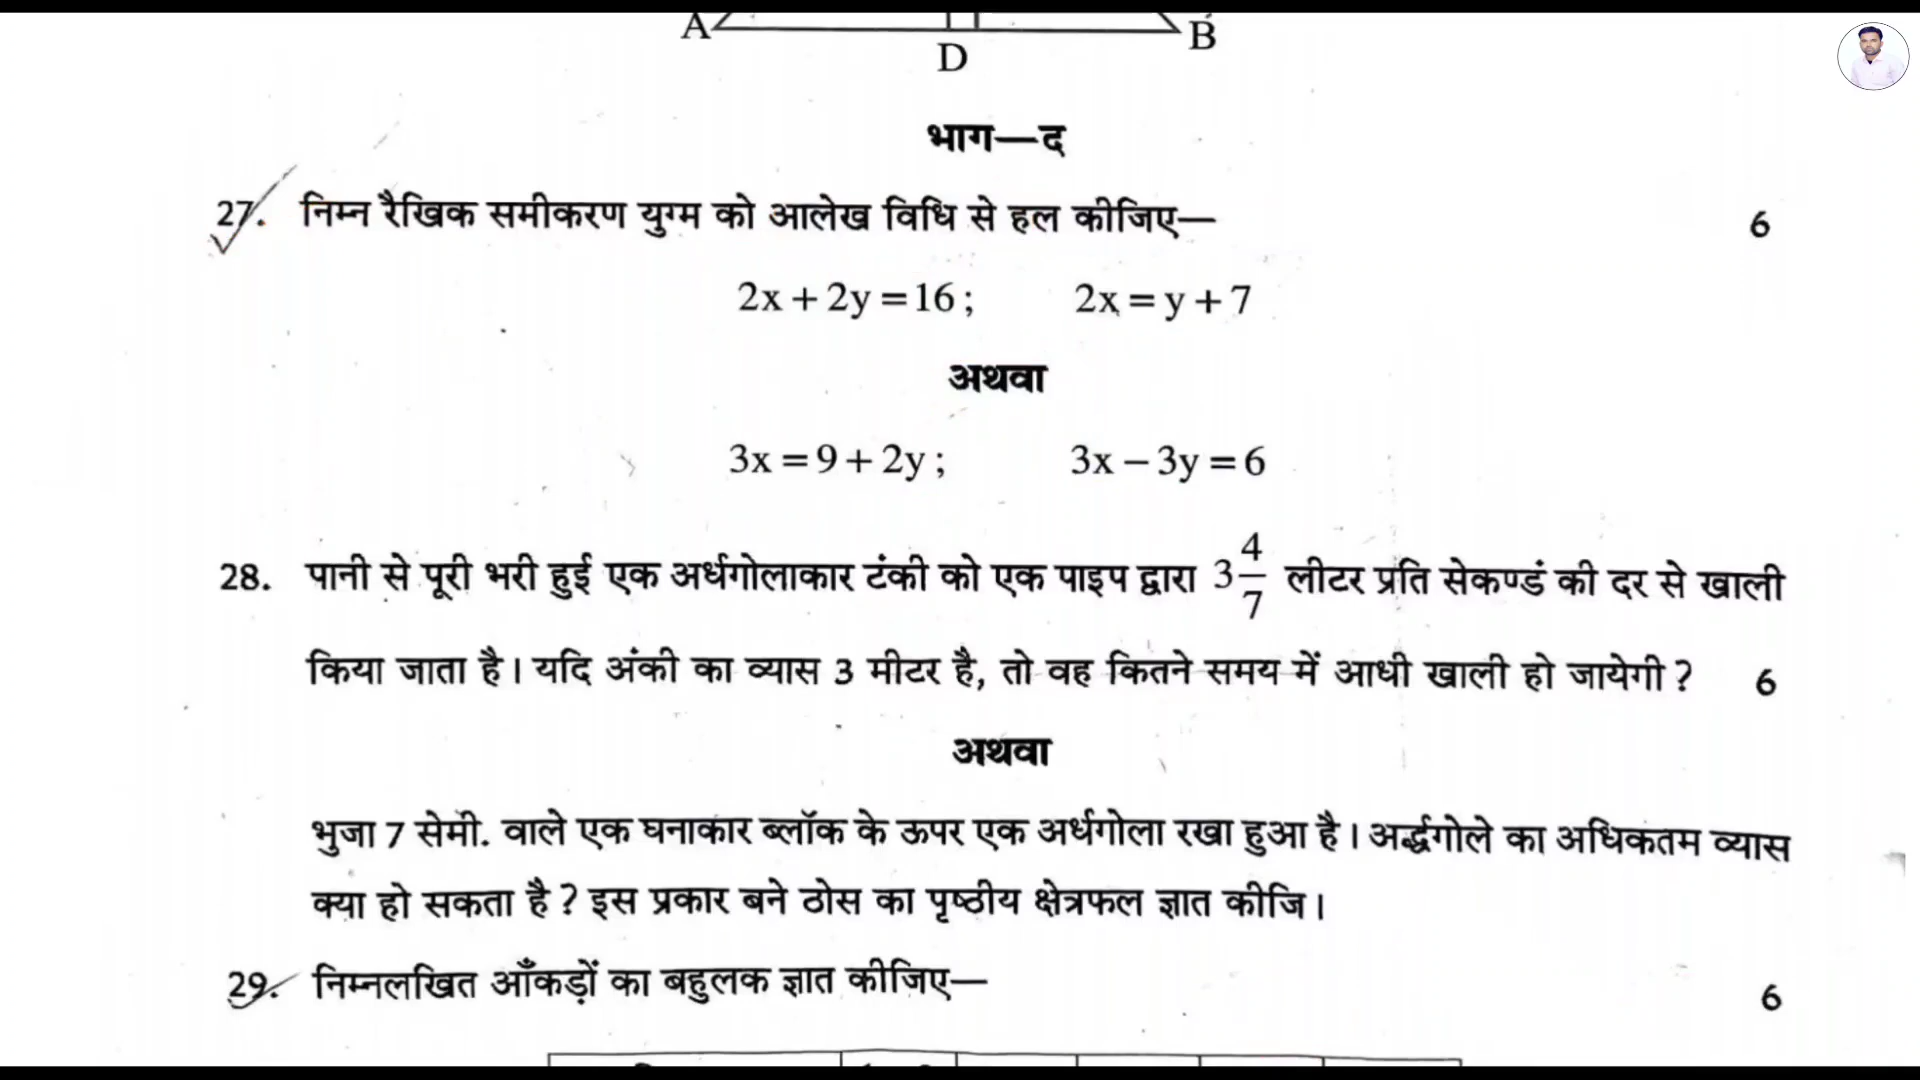 A
B
D
भाग—द
27. निम्न रैखिक समीकरण युग्म को आलेख विधि से हल कीजिए— 6
2x + 2y = 16 ; 2x = y + 7
अथवा
3x = 9 + 2y ; 3x – 3y = 6
28. पानी से पूरी भरी हुई एक अर्धगोलाकार टंकी को एक पाइप द्वारा 3 4/7 लीटर प्रति सेकण्डं की दर से खाली
किया जाता है। यदि अंकी का व्यास 3 मीटर है, तो वह कितने समय में आधी खाली हो जायेगी ? 6
अथवा
भुजा 7 सेमी. वाले एक घनाकार ब्लॉक के ऊपर एक अर्धगोला रखा हुआ है। अर्द्धगोले का अधिकतम व्यास
क्या हो सकता है ? इस प्रकार बने ठोस का पृष्ठीय क्षेत्रफल ज्ञात कीजि।
29. निम्नलखित आँकड़ों का बहुलक ज्ञात कीजिए— 6